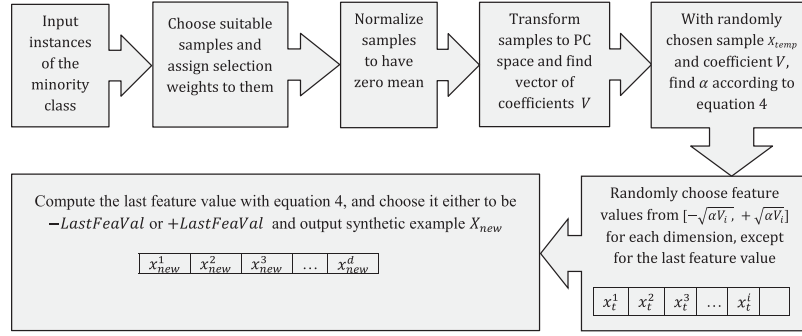 Input
instances
of the
minority
class
Choose suitable
samples and
assign selection
weights to them
Normalize
samples
to have
zero mean
Transform
samples to PC
space and find
vector of
coefficients V
With randomly
chosen sample X_temp
and coefficient V,
find α according to
equation 4
Randomly choose feature
values from [−√αV_i, +√αV_i]
for each dimension, except
for the last feature value
x_t^1 x_t^2 x_t^3 ... x_t^i
Compute the last feature value with equation 4, and choose it either to be
−LastFeaVal or +LastFeaVal and output synthetic example X_new
x_new^1 x_new^2 x_new^3 ... x_new^d